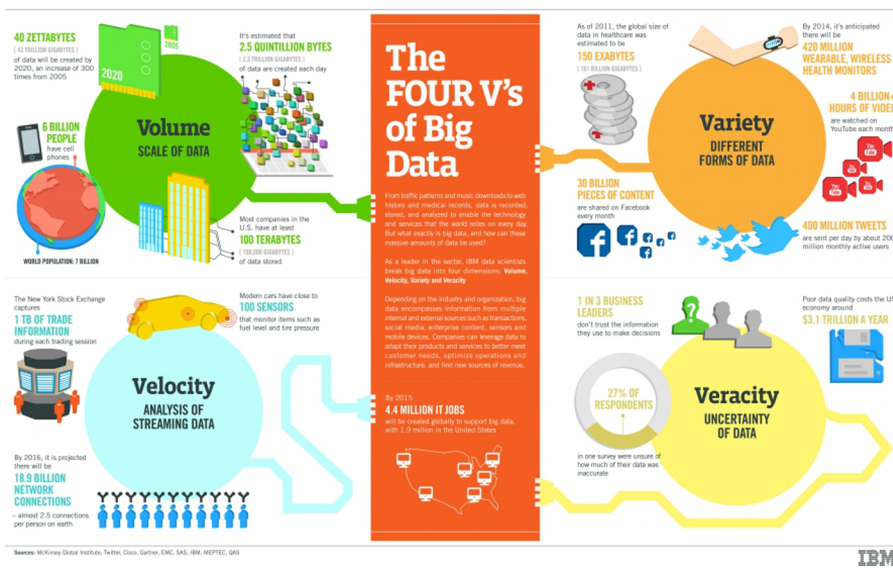 40 ZETTABYTES
[ 43 TRILLION GIGABYTES ]
of data will be created by
2020, an increase of 300
times from 2005
2020
2005
It's estimated that
2.5 QUINTILLION BYTES
[ 2.3 TRILLION GIGABYTES ]
of data are created each day
6 BILLION
PEOPLE
have cell
phones
WORLD POPULATION: 7 BILLION
Volume
SCALE OF DATA
Most companies in the
U.S. have at least
100 TERABYTES
[ 100,000 GIGABYTES ]
of data stored
The
FOUR V's
of Big
Data
From traffic patterns and music downloads to web
history and medical records, data is recorded,
stored, and analyzed to enable the technology
and services that the world relies on every day.
But what exactly is big data, and how can these
massive amounts of data be used?
As a leader in the sector, IBM data scientists
break big data into four dimensions: Volume,
Velocity, Variety and Veracity
Depending on the industry and organization, big
data encompasses information from multiple
internal and external sources such as transactions,
social media, enterprise content, sensors and
mobile devices. Companies can leverage data to
adapt their products and services to better meet
customer needs, optimize operations and
infrastructure, and find new sources of revenue.
By 2015
4.4 MILLION IT JOBS
will be created globally to support big data,
with 1.9 million in the United States
As of 2011, the global size of
data in healthcare was
estimated to be
150 EXABYTES
[ 161 BILLION GIGABYTES ]
By 2014, it's anticipated
there will be
420 MILLION
WEARABLE, WIRELESS
HEALTH MONITORS
4 BILLION+
HOURS OF VIDEO
are watched on
YouTube each month
You
Tube
Variety
DIFFERENT
FORMS OF DATA
30 BILLION
PIECES OF CONTENT
are shared on Facebook
every month
400 MILLION TWEETS
are sent per day by about 200
million monthly active users
The New York Stock Exchange
captures
1 TB OF TRADE
INFORMATION
during each trading session
Modern cars have close to
100 SENSORS
that monitor items such as
fuel level and tire pressure
Velocity
ANALYSIS OF
STREAMING DATA
By 2016, it is projected
there will be
18.9 BILLION
NETWORK
CONNECTIONS
– almost 2.5 connections
per person on earth
1 IN 3 BUSINESS
LEADERS
don't trust the information
they use to make decisions
Poor data quality costs the US
economy around
$3.1 TRILLION A YEAR
27% OF
RESPONDENTS
in one survey were unsure of
how much of their data was
inaccurate
Veracity
UNCERTAINTY
OF DATA
Sources: McKinsey Global Institute, Twitter, Cisco, Gartner, EMC, SAS, IBM, MEPTEC, QAS
IBM